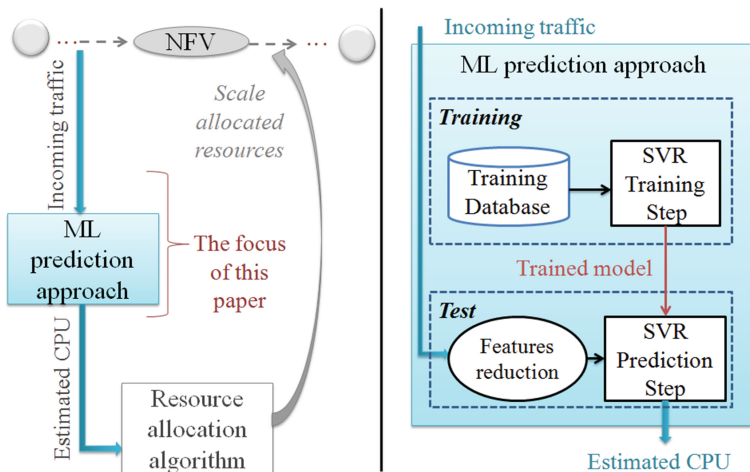 NFV
Incoming traffic
Scale
allocated
resources
ML
prediction
approach
The focus
of this
paper
Estimated CPU
Resource
allocation
algorithm
Incoming traffic
ML prediction approach
Training
Training
Database
SVR
Training
Step
Trained model
Test
Features
reduction
SVR
Prediction
Step
Estimated CPU